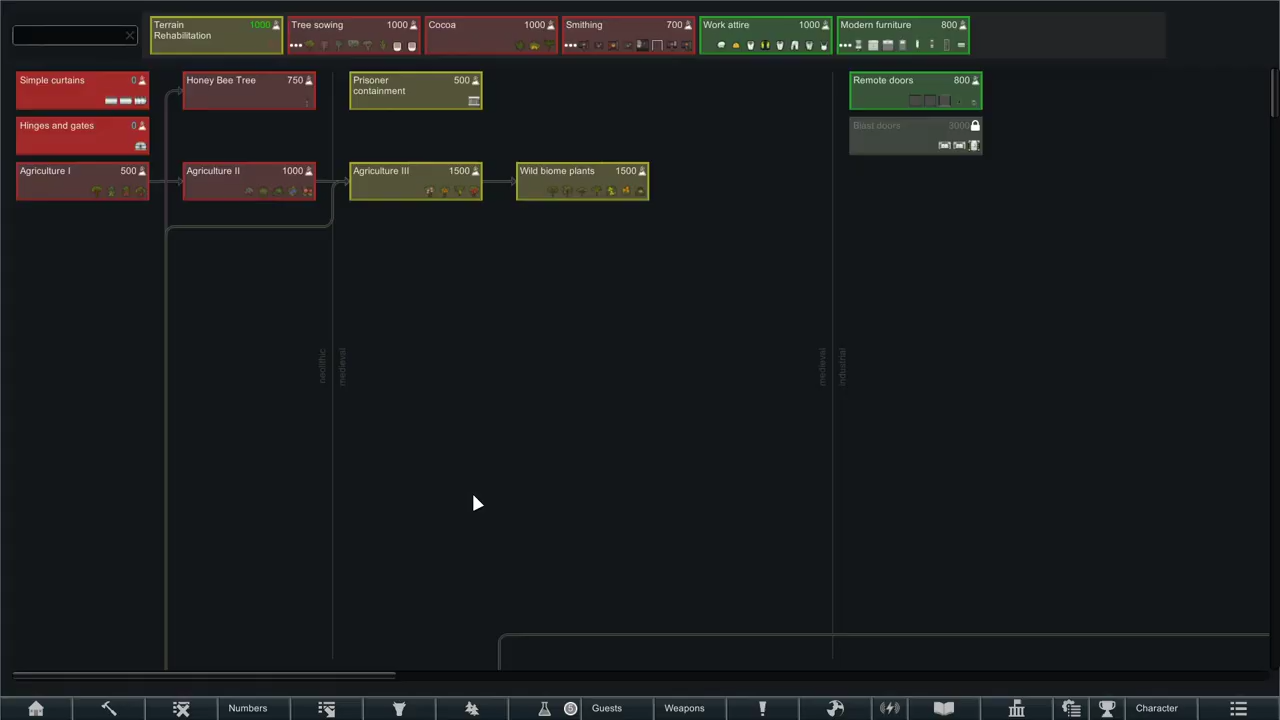 Terrain Rehabilitation 1000
Tree sowing 1000
Cocoa 1000
Smithing 700
Work attire 1000
Modern furniture 800
Simple curtains 0
Honey Bee Tree 750
Prisoner containment 500
Remote doors 800
Hinges and gates 0
Blast doors 3000
Agriculture I 500
Agriculture II 1000
Agriculture III 1500
Wild biome plants 1500
neolithic
medieval
medieval
industrial
Numbers
Guests
Weapons
Character